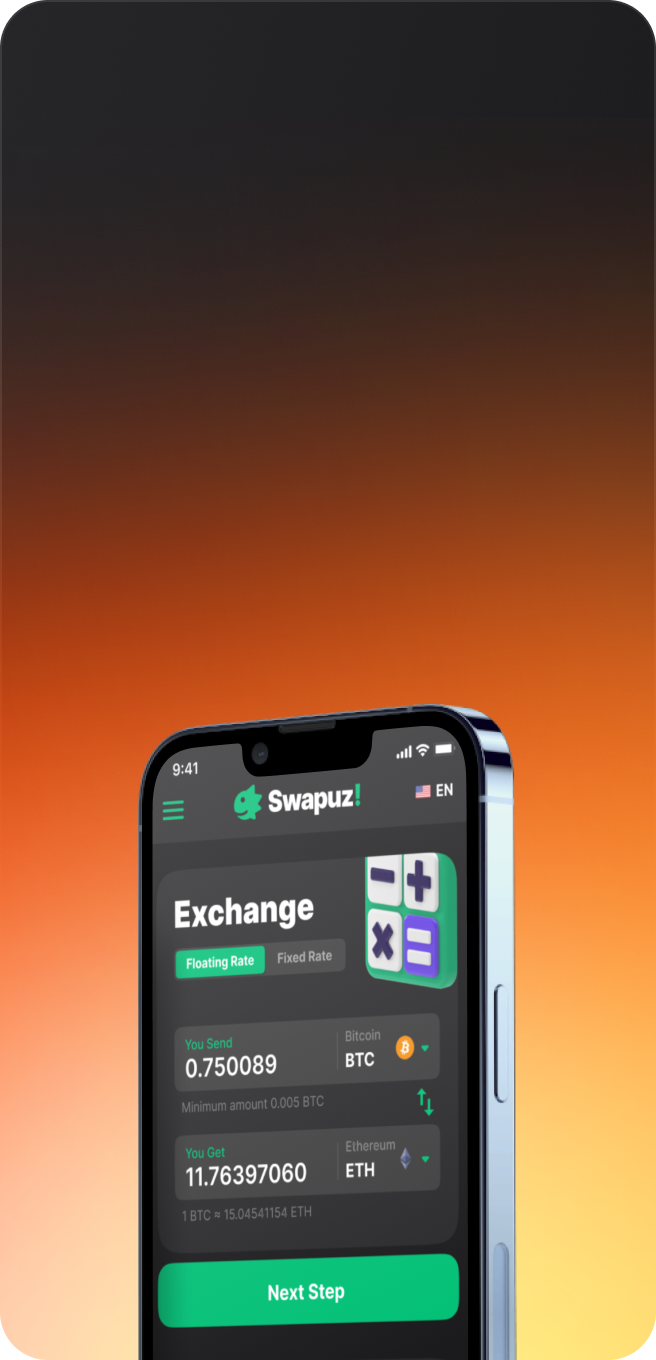 9:41
Swapuz!
EN
Exchange
Floating Rate
Fixed Rate
You Send
0.750089
Bitcoin
BTC
Minimum amount 0.005 BTC
You Get
11.76397060
Ethereum
ETH
1 BTC ≈ 15.04541154 ETH
Next Step